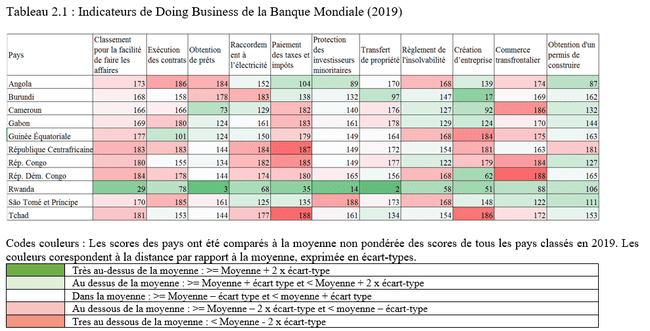 Tableau 2.1 : Indicateurs de Doing Business de la Banque Mondiale (2019)
Pays Classement pour la facilité de faire les affaires Exécution des contrats Obtention de prêts Raccordement à l'électricité Paiement des taxes et impôts Protection des investisseurs minoritaires Transfert de propriété Règlement de l'insolvabilité Création d'entreprise Commerce transfrontalier Obtention d'un permis de construire
Angola 173 186 184 152 104 89 170 168 139 174 87
Burundi 168 158 178 183 138 132 97 147 17 169 162
Cameroun 166 166 73 129 182 140 176 127 92 186 132
Gabon 169 180 124 161 183 161 178 129 124 170 144
Guinée Équatoriale 177 101 124 150 179 149 164 168 184 175 163
République Centrafricaine 183 183 144 184 187 149 172 154 181 163 181
Rép. Congo 180 155 134 182 185 149 177 122 179 184 127
Rép. Dém. Congo 184 178 144 174 180 165 156 168 62 188 165
Rwanda 29 78 3 68 35 14 2 58 51 88 106
São Tomé et Príncipe 170 185 161 125 135 188 173 168 148 122 111
Tchad 181 153 144 177 188 161 134 154 186 172 153
Codes couleurs : Les scores des pays ont été comparés à la moyenne non pondérée des scores de tous les pays classés en 2019. Les
couleurs corespondent à la distance par rapport à la moyenne, exprimée en écart-types.
Très au-dessus de la moyenne : >= Moyenne + 2 x écart-type
Au dessus de la moyenne : >= Moyenne + écart type et < Moyenne + 2 x écart-type
Dans la moyenne : >= Moyenne – écart type et < moyenne + écart type
Au dessous de la moyenne : >= Moyenne – 2 x écart-type et < moyenne – écart-type
Tres au dessous de la moyenne : < Moyenne - 2 x écart-type